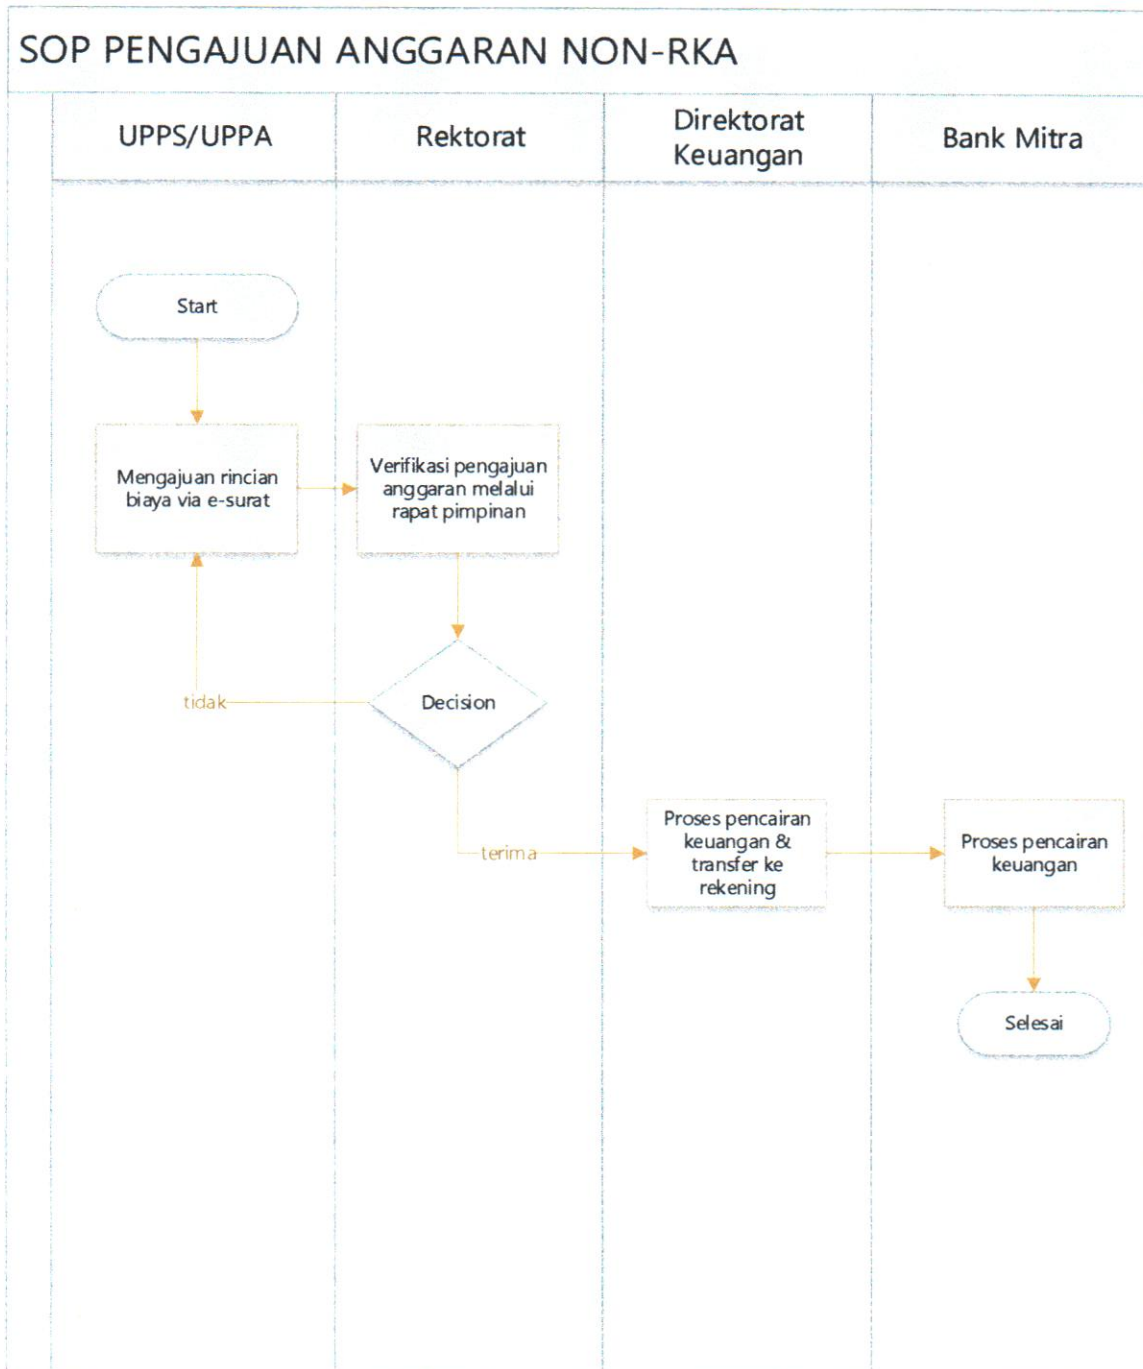 SOP PENGAJUAN ANGGARAN NON-RKA
UPPS/UPPA
Rektorat
Direktorat
Keuangan
Bank Mitra
Start
Mengajuan rincian
biaya via e-surat
Verifikasi pengajuan
anggaran melalui
rapat pimpinan
tidak
Decision
terima
Proses pencairan
keuangan &
transfer ke
rekening
Proses pencairan
keuangan
Selesai